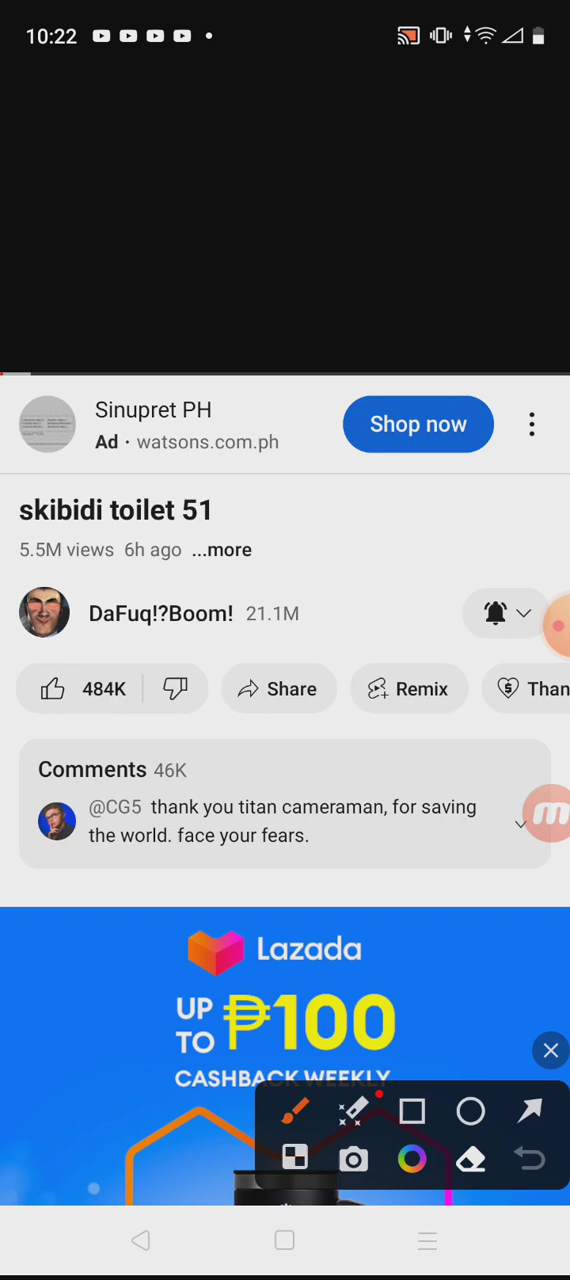 10:22
Sinupret PH
Shop now
Ad · watsons.com.ph
skibidi toilet 51
5.5M views 6h ago ...more
DaFuq!?Boom! 21.1M
484K
Share
Remix
Than
Comments 46K
@CG5 thank you titan cameraman, for saving
the world. face your fears.
Lazada
UP TO ₱100
CASHBACK WEEKLY